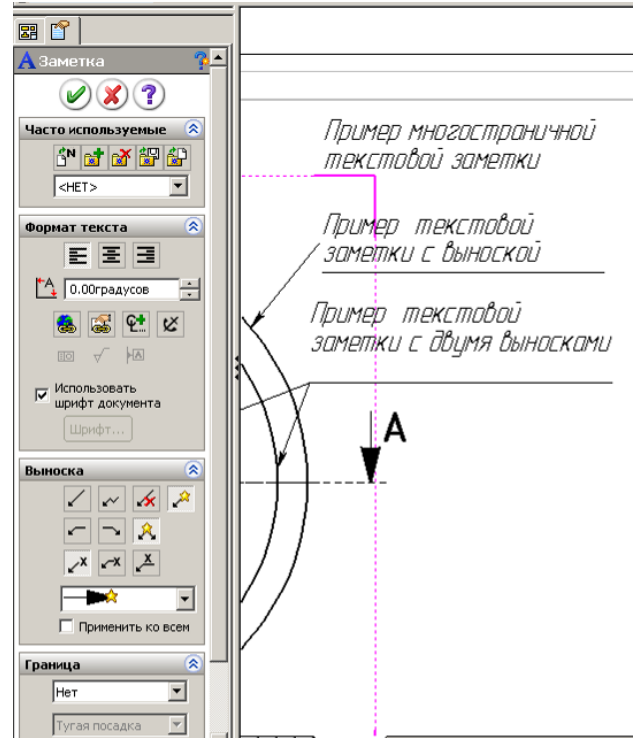 Заметка
Часто используемые
<НЕТ>
Формат текста
0.00градусов
Использовать
шрифт документа
Шрифт...
Выноска
Применить ко всем
Граница
Нет
Тугая посадка
Пример многостраничной
текстовой заметки
Пример текстовой
заметки с выноской
Пример текстовой
заметки с двумя выносками
А